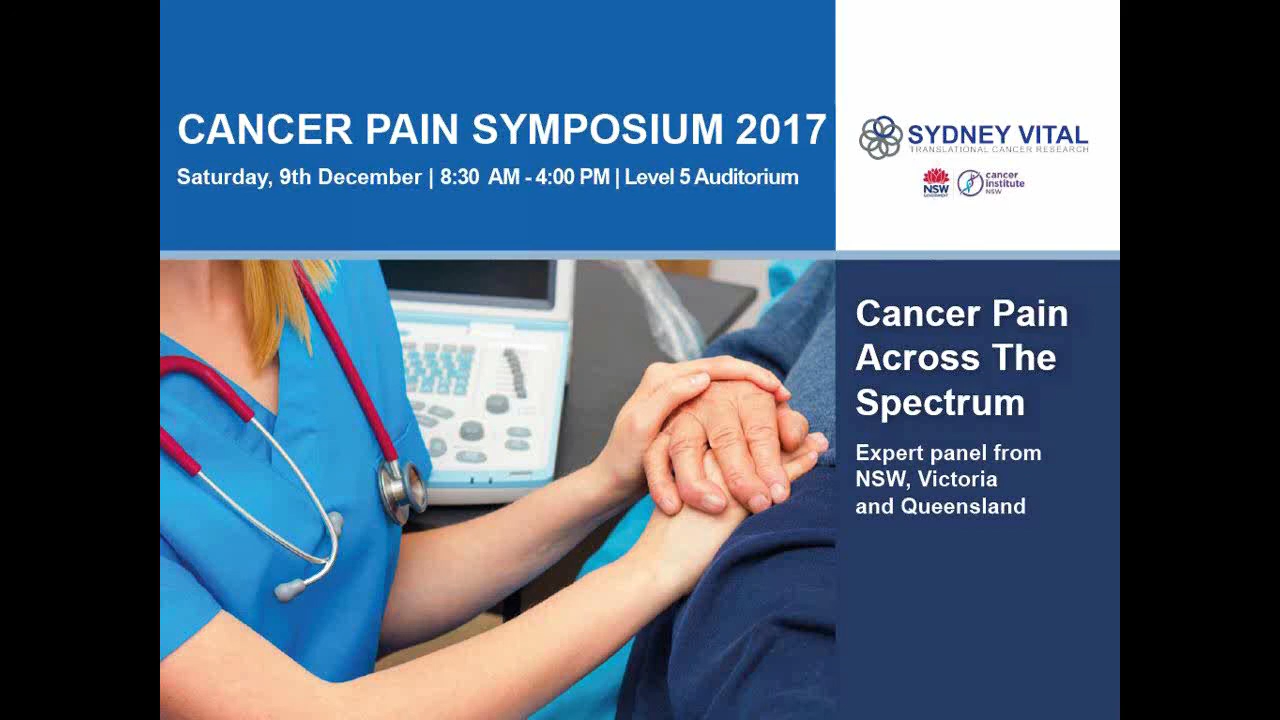 CANCER PAIN SYMPOSIUM 2017
Saturday, 9th December | 8:30 AM - 4:00 PM | Level 5 Auditorium
SYDNEY VITAL
TRANSLATIONAL CANCER RESEARCH
NSW
GOVERNMENT
cancer
institute
NSW
Cancer Pain
Across The
Spectrum
Expert panel from
NSW, Victoria
and Queensland